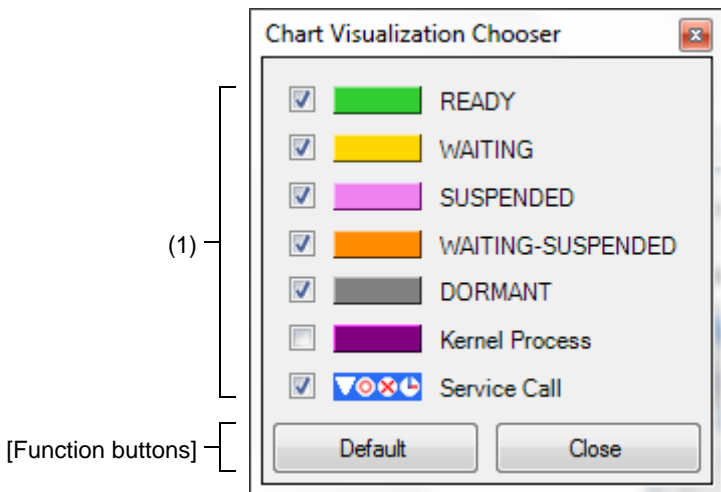 Chart Visualization Chooser
(1)
READY
WAITING
SUSPENDED
WAITING-SUSPENDED
DORMANT
Kernel Process
Service Call
[Function buttons]
Default Close